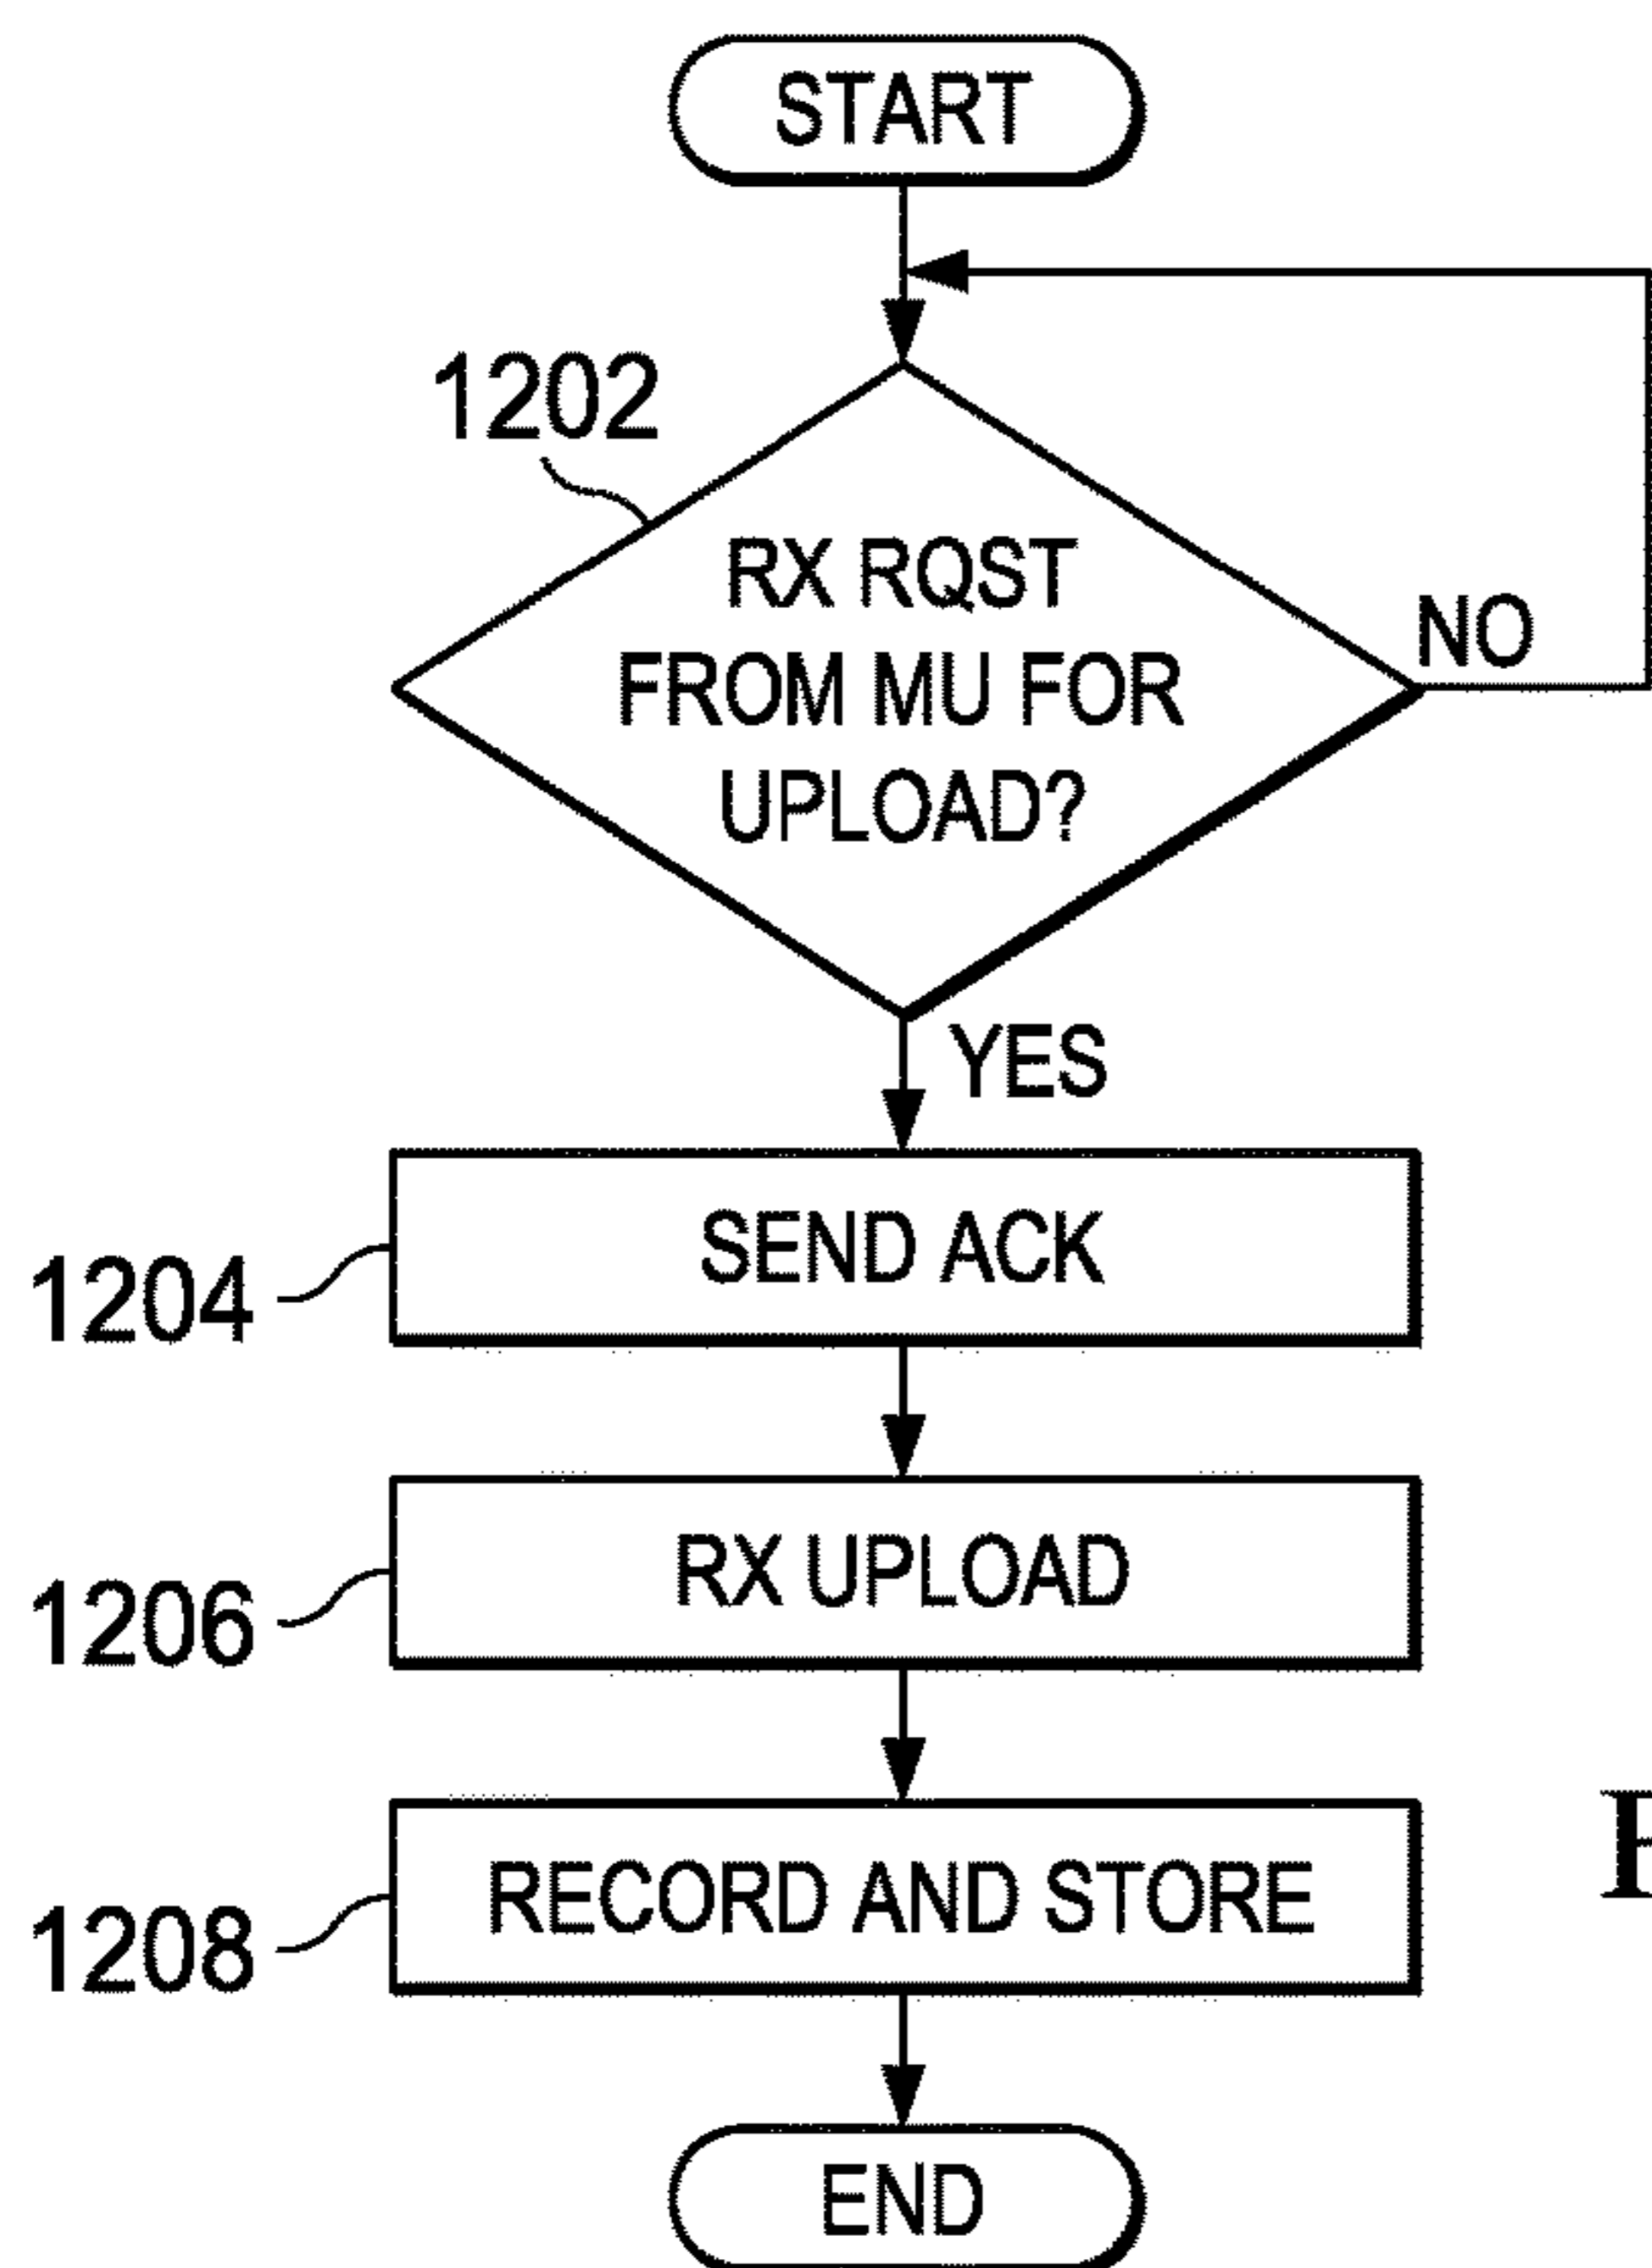 START
1202
RX RQST
FROM MU FOR
UPLOAD?
NO
YES
SEND ACK
1204
RX UPLOAD
1206
RECORD AND STORE
1208
END